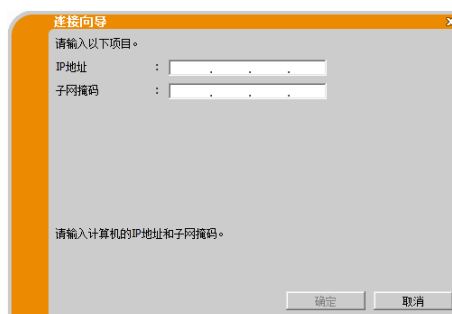 连接向导
请输入以下项目。
IP地址 :  .  .  .
子网掩码 :  .  .  .
请输入计算机的IP地址和子网掩码。
确定 取消